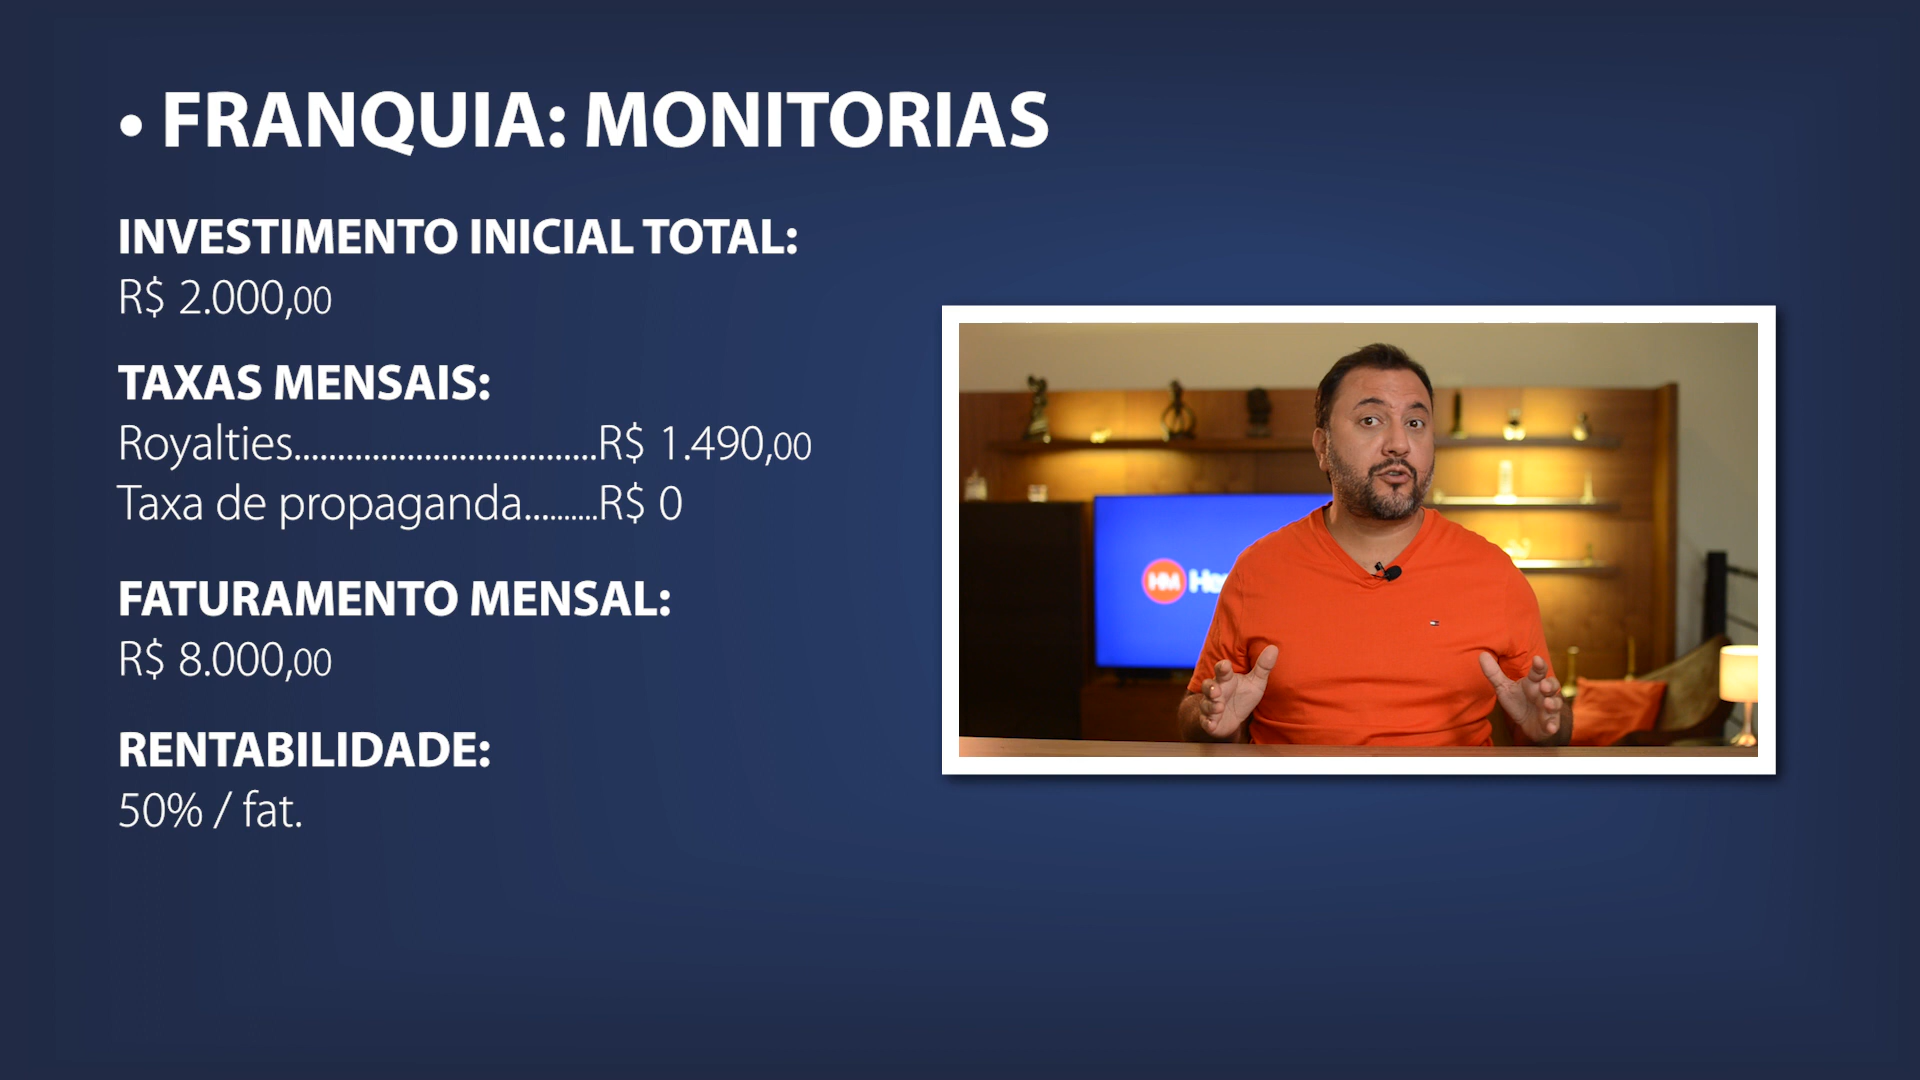 • FRANQUIA: MONITORIAS
INVESTIMENTO INICIAL TOTAL:
R$ 2.000,00
TAXAS MENSAIS:
Royalties...................................R$ 1.490,00
Taxa de propaganda..........R$ 0
FATURAMENTO MENSAL:
R$ 8.000,00
RENTABILIDADE:
50% / fat.
HM